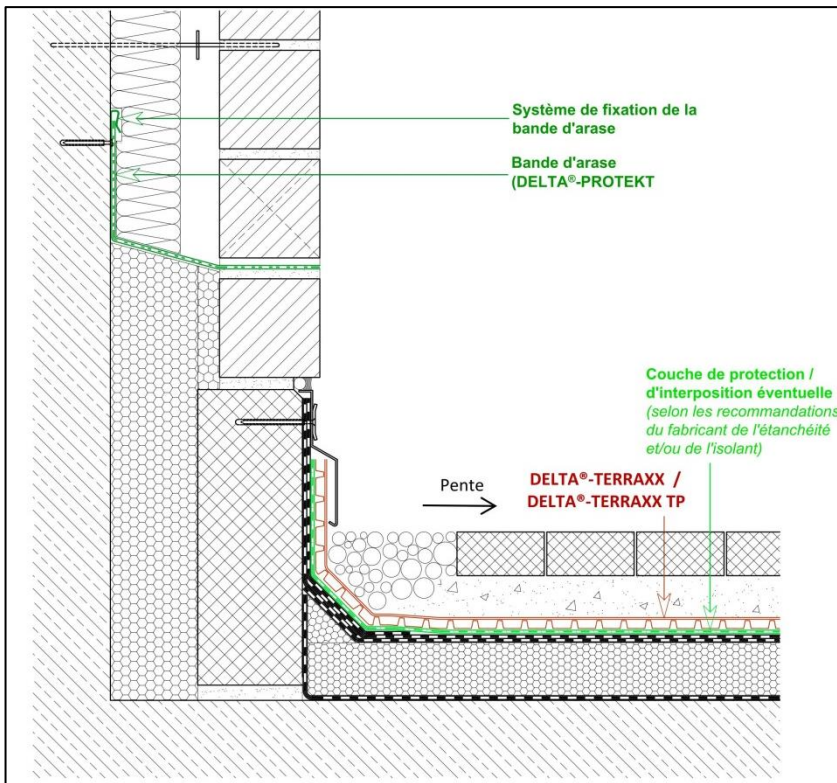 Système de fixation de la
bande d'arase
Bande d'arase
(DELTA®-PROTEKT
Couche de protection /
d'interposition éventuelle
(selon les recommandations
du fabricant de l'étanchéité
et/ou de l'isolant)
Pente
DELTA®-TERRAXX /
DELTA®-TERRAXX TP